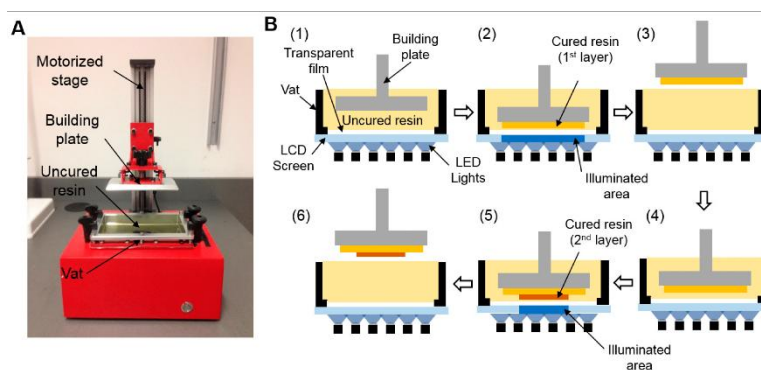 A
Motorized
stage
Building
plate
Uncured
resin
Vat
B
(1)
Transparent
film
Building
plate
Vat
Uncured resin
LCD
Screen
LED
Lights
(2)
Cured resin
(1st layer)
Illuminated
area
(3)
(4)
(5)
Cured resin
(2nd layer)
Illuminated
area
(6)